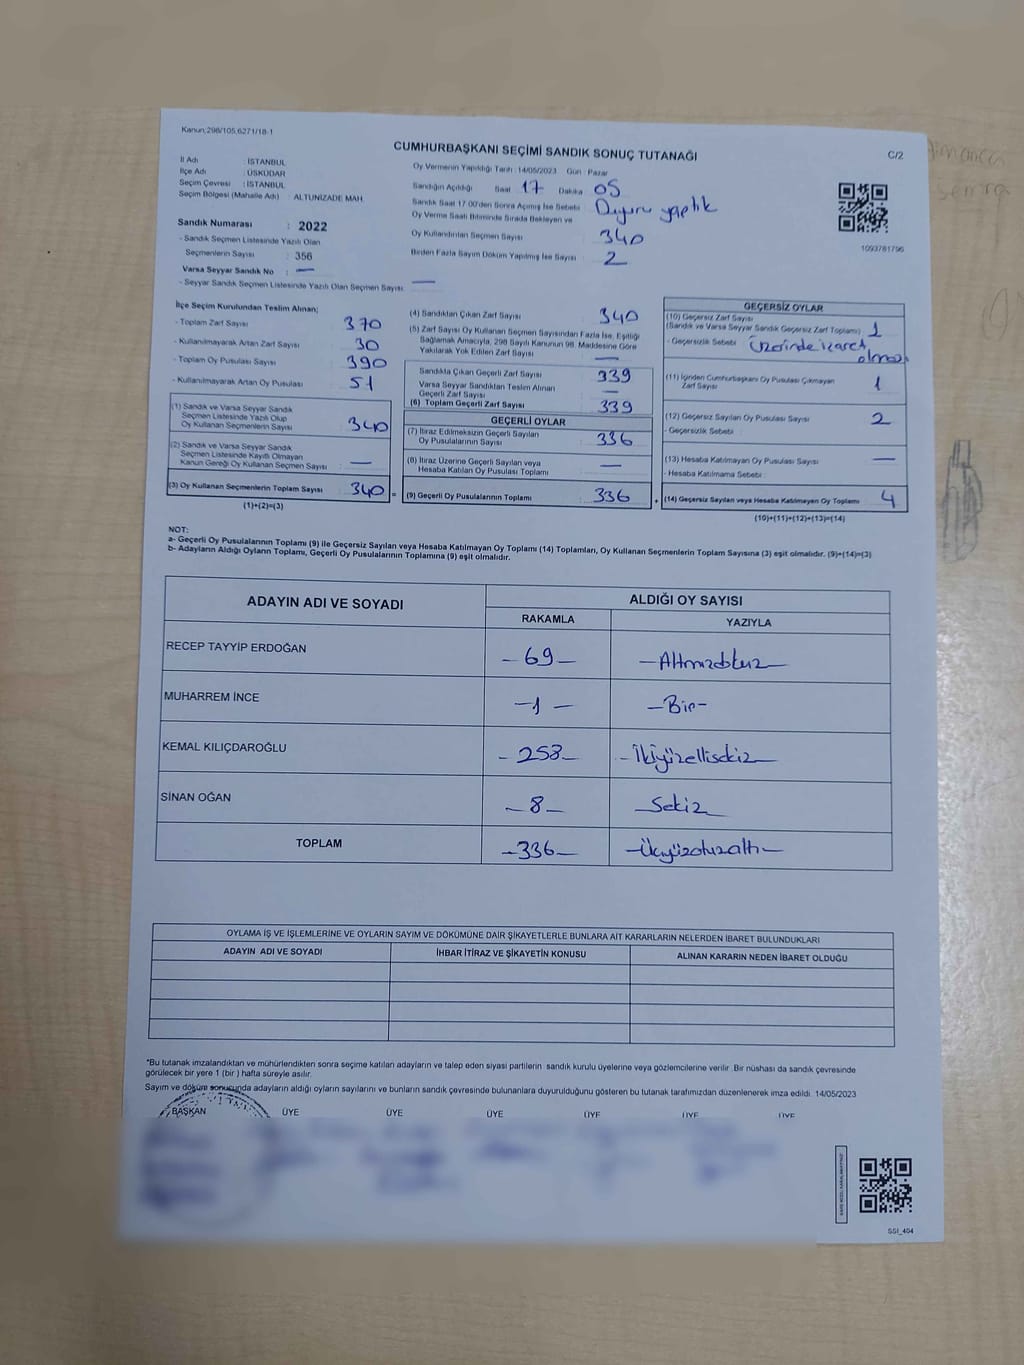 Kanun;298/105,6271/18-1
CUMHURBAŞKANI SEÇİMİ SANDIK SONUÇ TUTANAĞI
C/2
İl Adı : İSTANBUL
İlçe Adı : ÜSKÜDAR
Seçim Çevresi : İSTANBUL
Seçim Bölgesi (Mahalle Adı) : ALTUNİZADE MAH.
Sandık Numarası : 2022
- Sandık Seçmen Listesinde Yazılı Olan
Seçmenlerin Sayısı : 356
Varsa Seyyar Sandık No : —
- Seyyar Sandık Seçmen Listesinde Yazılı Olan Seçmen Sayısı: —
Oy Vermenin Yapıldığı Tarih : 14/05/2023 Gün : Pazar
Sandığın Açıldığı Saat 17 Dakika 05
Sandık Saat 17.00'den Sonra Açılmış İse Sebebi : Duyuru yaptık
Oy Verme Saati Bitiminde Sırada Bekleyen ve
Oy Kullandırılan Seçmen Sayısı 340
Birden Fazla Sayım Döküm Yapılmış İse Sayısı : 2
1093781796
İlçe Seçim Kurulundan Teslim Alınan;
- Toplam Zarf Sayısı : 370
- Kullanılmayarak Artan Zarf Sayısı : 30
- Toplam Oy Pusulası Sayısı : 390
- Kullanılmayarak Artan Oy Pusulası : 51
(1) Sandık ve Varsa Seyyar Sandık
Seçmen Listesinde Yazılı Olup
Oy Kullanan Seçmenlerin Sayısı : 340
(2) Sandık ve Varsa Seyyar Sandık
Seçmen Listesinde Kayıtlı Olmayan
Kanun Gereği Oy Kullanan Seçmen Sayısı : —
(3) Oy Kullanan Seçmenlerin Toplam Sayısı : 340 =
(1)+(2)=(3)
(4) Sandıktan Çıkan Zarf Sayısı : 340
(5) Zarf Sayısı Oy Kullanan Seçmen Sayısından Fazla İse, Eşitliği
Sağlamak Amacıyla, 298 Sayılı Kanunun 98. Maddesine Göre
Yakılarak Yok Edilen Zarf Sayısı : —
Sandıkta Çıkan Geçerli Zarf Sayısı : 339
Varsa Seyyar Sandıktan Teslim Alınan
Geçerli Zarf Sayısı : —
(6) Toplam Geçerli Zarf Sayısı : 339
GEÇERLİ OYLAR
(7) İtiraz Edilmeksizin Geçerli Sayılan
Oy Pusulalarının Sayısı : 336
(8) İtiraz Üzerine Geçerli Sayılan veya
Hesaba Katılan Oy Pusulası Toplamı : —
(9) Geçerli Oy Pusulalarının Toplamı : 336 +
GEÇERSİZ OYLAR
(10) Geçersiz Zarf Sayısı
(Sandık ve Varsa Seyyar Sandık Geçersiz Zarf Toplamı) : 1
- Geçersizlik Sebebi : Üzerinde işaret
olması
(11) İçinden Cumhurbaşkanı Oy Pusulası Çıkmayan
Zarf Sayısı : 1
(12) Geçersiz Sayılan Oy Pusulası Sayısı : 2
- Geçersizlik Sebebi :
(13) Hesaba Katılmayan Oy Pusulası Sayısı : —
- Hesaba Katılmama Sebebi :
(14) Geçersiz Sayılan veya Hesaba Katılmayan Oy Toplamı : 4
(10)+(11)+(12)+(13)=(14)
NOT:
a- Geçerli Oy Pusulalarının Toplamı (9) ile Geçersiz Sayılan veya Hesaba Katılmayan Oy Toplamı (14) Toplamları, Oy Kullanan Seçmenlerin Toplam Sayısına (3) eşit olmalıdır. (9)+(14)=(3)
b- Adayların Aldığı Oyların Toplamı, Geçerli Oy Pusulalarının Toplamına (9) eşit olmalıdır.
ADAYIN ADI VE SOYADI
ALDIĞI OY SAYISI
RAKAMLA YAZIYLA
RECEP TAYYİP ERDOĞAN -69- -Altmışdokuz-
MUHARREM İNCE -1- -Bir-
KEMAL KILIÇDAROĞLU -258- -İkiyüzellisekiz-
SİNAN OĞAN -8- -Sekiz-
TOPLAM -336- -Üçyüzotuzaltı-
OYLAMA İŞ VE İŞLEMLERİNE VE OYLARIN SAYIM VE DÖKÜMÜNE DAİR ŞİKAYETLERLE BUNLARA AİT KARARLARIN NELERDEN İBARET BULUNDUKLARI
ADAYIN ADI VE SOYADI İHBAR İTİRAZ VE ŞİKAYETİN KONUSU ALINAN KARARIN NEDEN İBARET OLDUĞU
*Bu tutanak imzalandıktan ve mühürlendikten sonra seçime katılan adayların ve talep eden siyasi partilerin sandık kurulu üyelerine veya gözlemcilerine verilir. Bir nüshası da sandık çevresinde
görülecek bir yere 1 (bir ) hafta süreyle asılır.
Sayım ve döküm sonucunda adayların aldığı oyların sayılarını ve bunların sandık çevresinde bulunanlara duyurulduğunu gösteren bu tutanak tarafımızdan düzenlenerek imza edildi. 14/05/2023
BAŞKAN ÜYE ÜYE ÜYE ÜYE ÜYE ÜYE
SSI_404